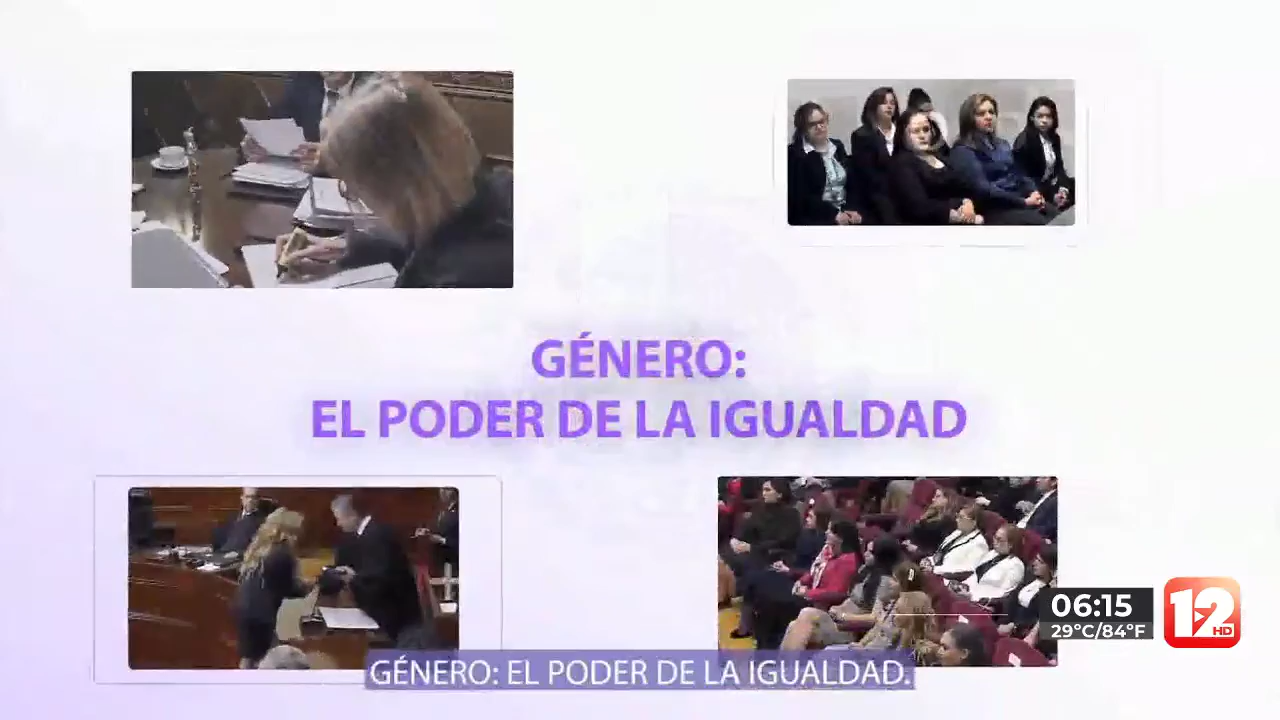 GÉNERO:
EL PODER DE LA IGUALDAD
06:15
29°C/84°F
12
HD
GÉNERO: EL PODER DE LA IGUALDAD.